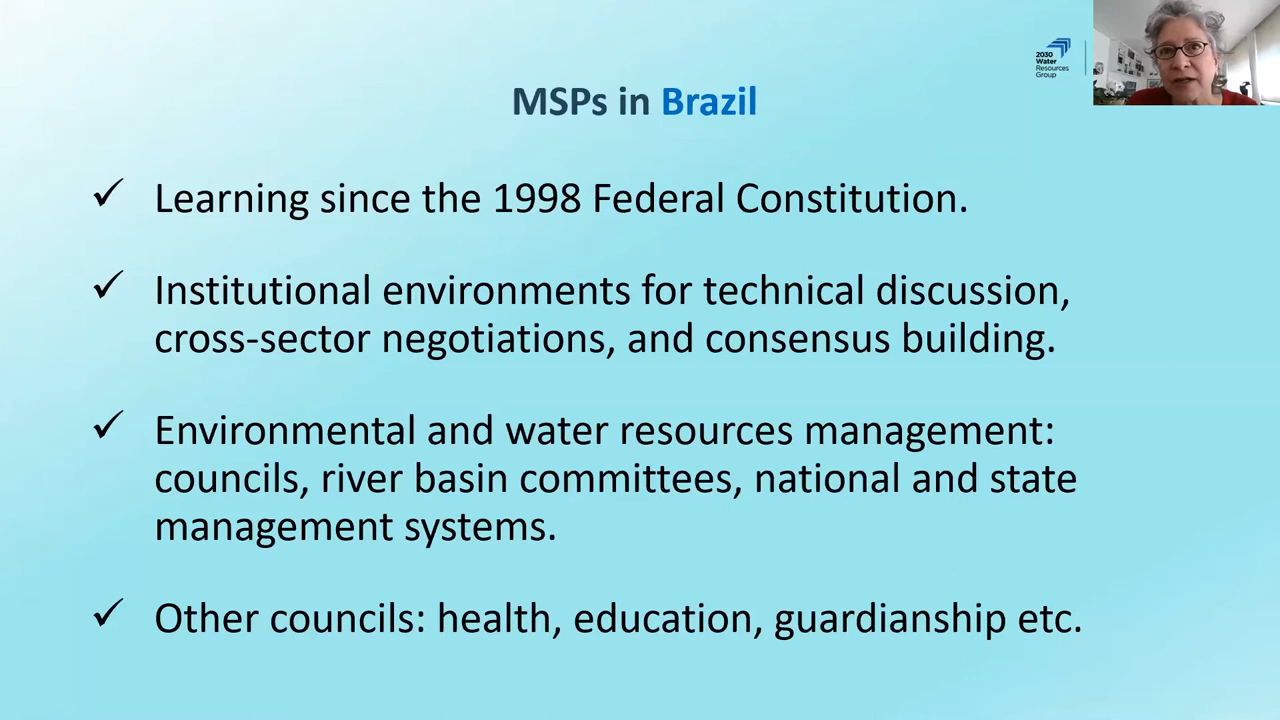 2030
Water
Resources
Group
MSPs in Brazil
✓ Learning since the 1998 Federal Constitution.
✓ Institutional environments for technical discussion,
cross-sector negotiations, and consensus building.
✓ Environmental and water resources management:
councils, river basin committees, national and state
management systems.
✓ Other councils: health, education, guardianship etc.